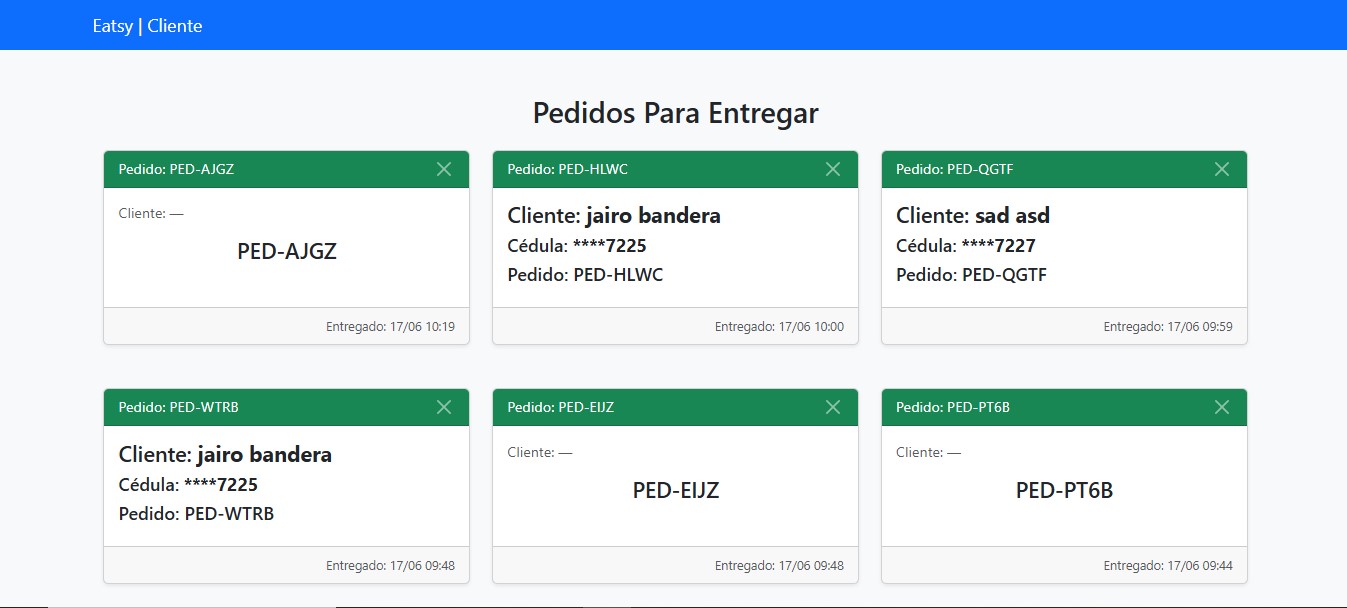 Eatsy | Cliente
Pedidos Para Entregar
Pedido: PED-AJGZ
Cliente: —
PED-AJGZ
Entregado: 17/06 10:19
Pedido: PED-HLWC
Cliente: jairo bandera
Cédula: ****7225
Pedido: PED-HLWC
Entregado: 17/06 10:00
Pedido: PED-QGTF
Cliente: sad asd
Cédula: ****7227
Pedido: PED-QGTF
Entregado: 17/06 09:59
Pedido: PED-WTRB
Cliente: jairo bandera
Cédula: ****7225
Pedido: PED-WTRB
Entregado: 17/06 09:48
Pedido: PED-EIJZ
Cliente: —
PED-EIJZ
Entregado: 17/06 09:48
Pedido: PED-PT6B
Cliente: —
PED-PT6B
Entregado: 17/06 09:44